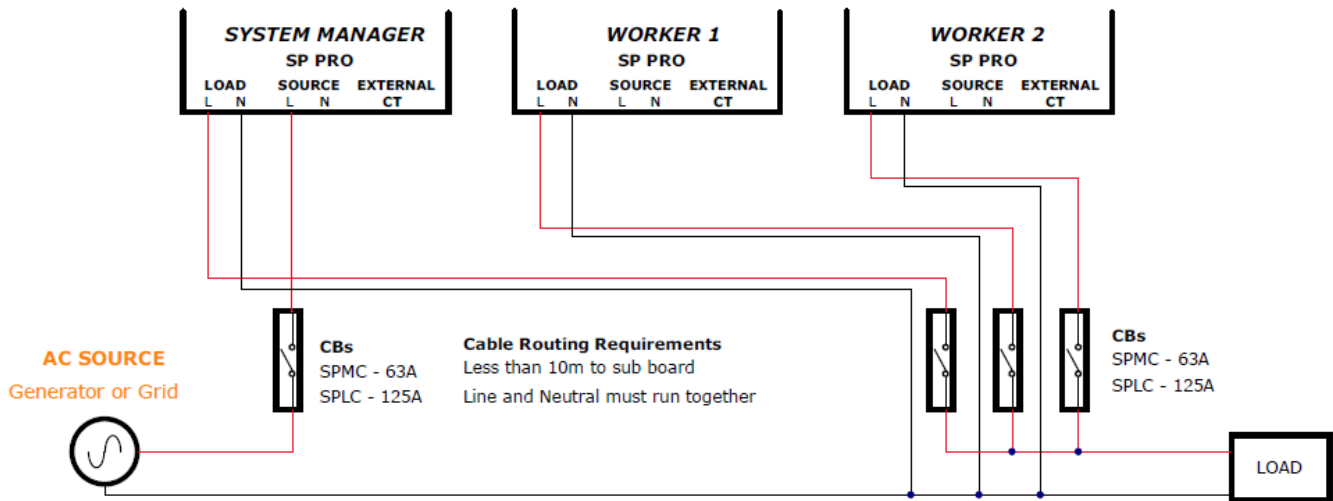 SYSTEM MANAGER
SP PRO
LOAD SOURCE EXTERNAL
L N L N CT
WORKER 1
SP PRO
LOAD SOURCE EXTERNAL
L N L N CT
WORKER 2
SP PRO
LOAD SOURCE EXTERNAL
L N L N CT
AC SOURCE
Generator or Grid
CBs
SPMC - 63A
SPLC - 125A
Cable Routing Requirements
Less than 10m to sub board
Line and Neutral must run together
CBs
SPMC - 63A
SPLC - 125A
LOAD